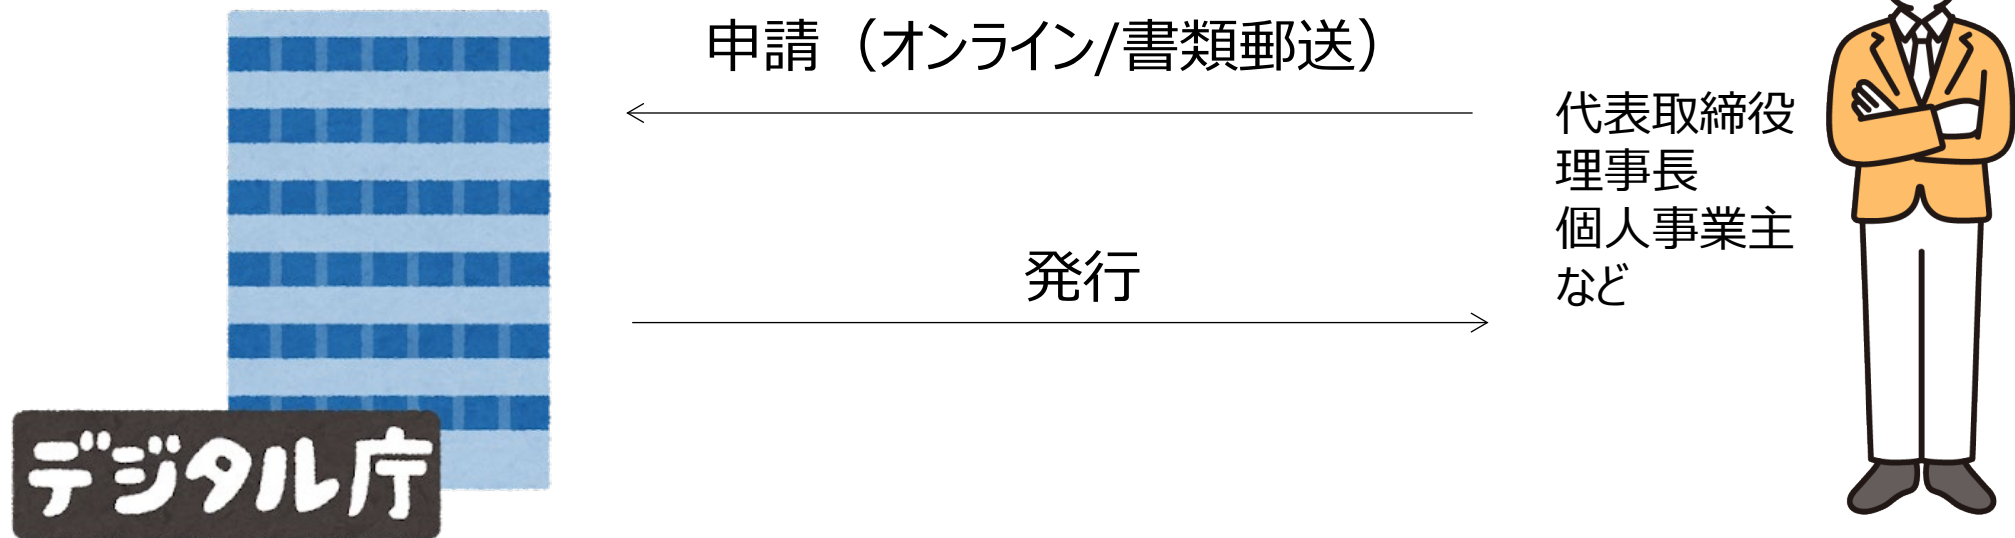 申請（オンライン/書類郵送）
代表取締役
理事長
個人事業主
など
発行
デジタル庁